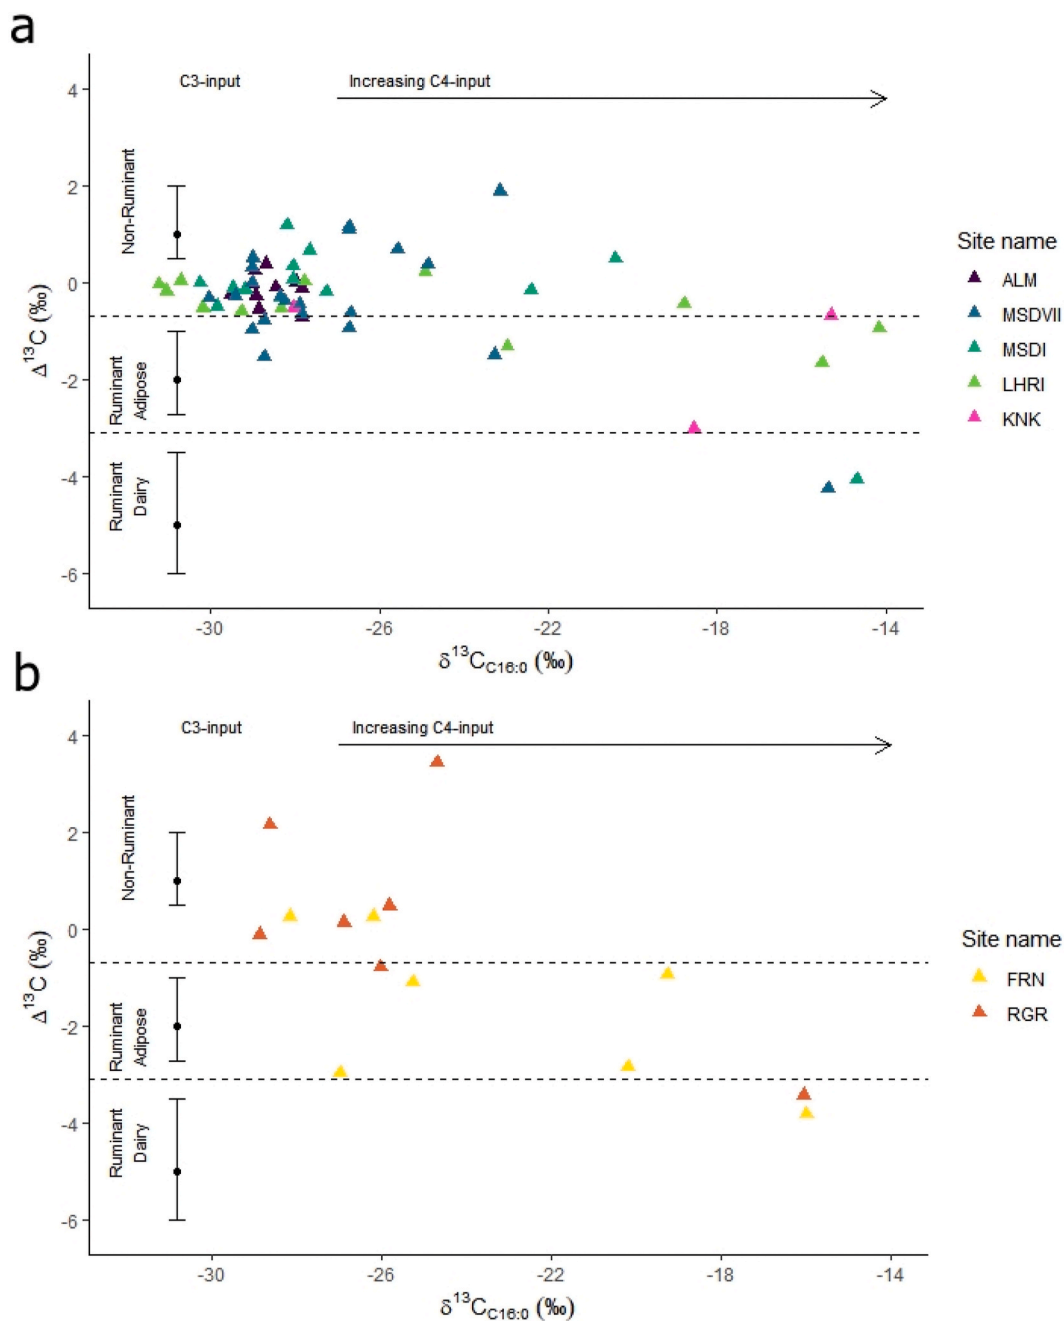 a
C3-input
Increasing C4-input
4
2
0
-2
-4
-6
Δ13C (‰)
Non-Ruminant
Ruminant
Adipose
Ruminant
Dairy
-30
-26
-22
-18
-14
δ13CC16:0 (‰)
Site name
ALM
MSDVII
MSDI
LHRI
KNK
b
C3-input
Increasing C4-input
4
2
0
-2
-4
-6
Δ13C (‰)
Non-Ruminant
Ruminant
Adipose
Ruminant
Dairy
-30
-26
-22
-18
-14
δ13CC16:0 (‰)
Site name
FRN
RGR